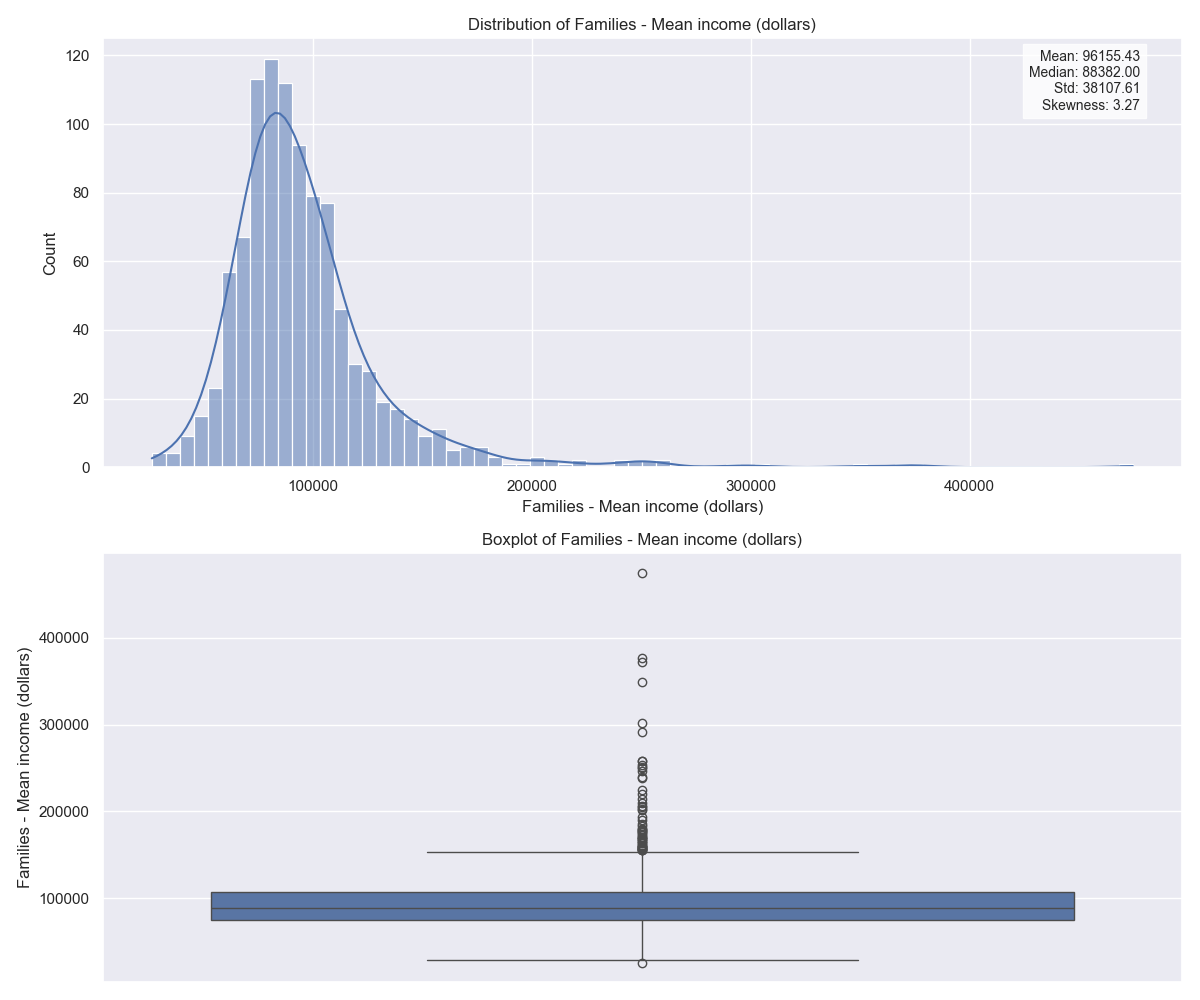 Distribution of Families - Mean income (dollars)
Mean: 96155.43
Median: 88382.00
Std: 38107.61
Skewness: 3.27
120
100
80
60
40
20
0
Count
100000
200000
300000
400000
Families - Mean income (dollars)
Boxplot of Families - Mean income (dollars)
400000
300000
200000
100000
Families - Mean income (dollars)